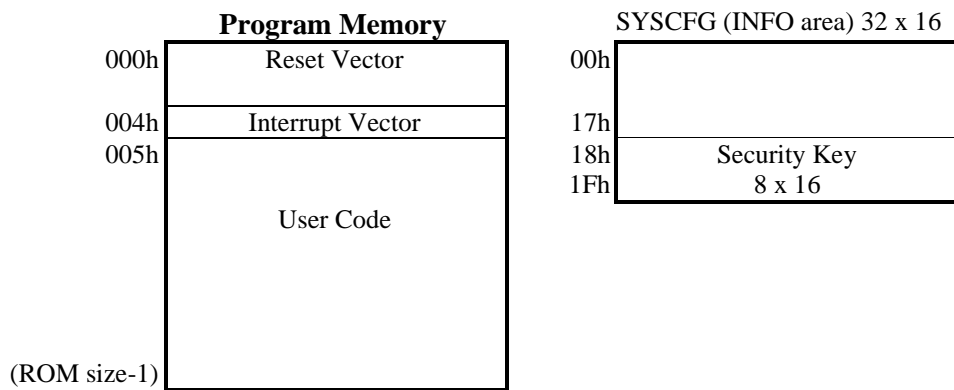 Program Memory
000h Reset Vector
004h Interrupt Vector
005h
User Code
(ROM size-1)
SYSCFG (INFO area) 32 x 16
00h
17h
18h Security Key
1Fh 8 x 16